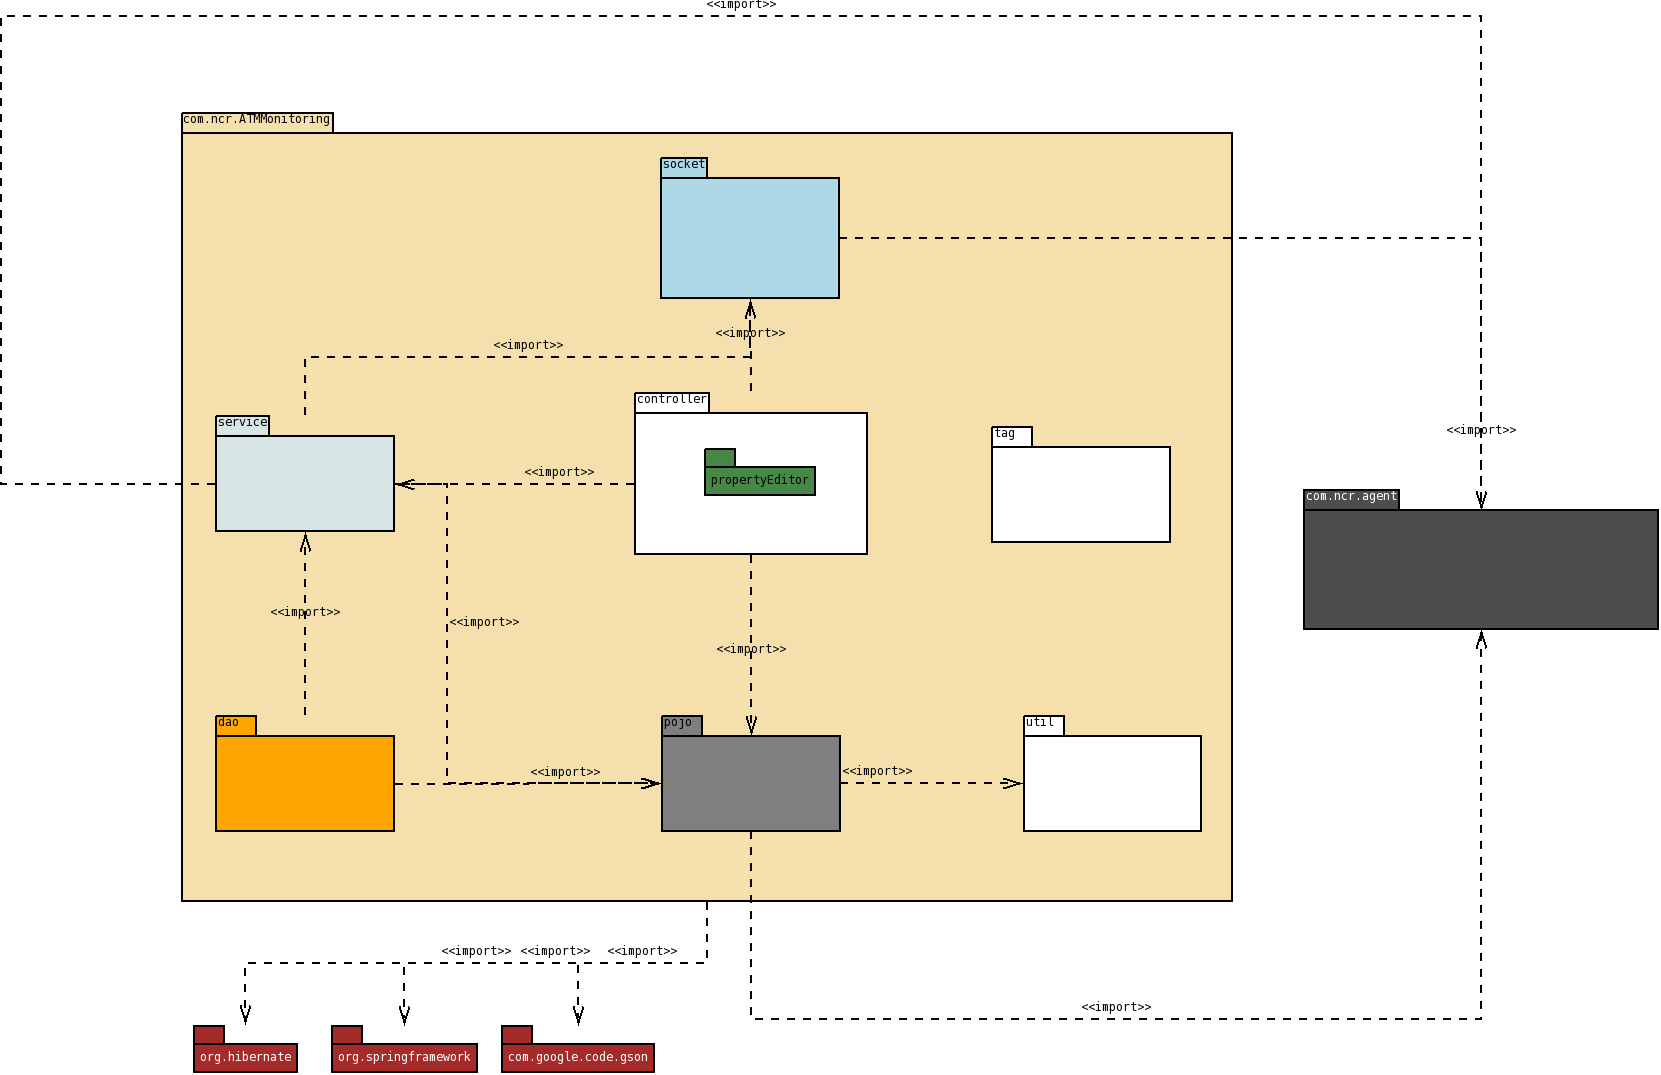 <<import>>
com.ncr.ATMMonitoring
socket
<<import>>
<<import>>
controller
service
tag
<<import>>
<<import>>
propertyEditor
com.ncr.agent
<<import>>
<<import>>
<<import>>
dao
pojo
util
<<import>>
<<import>>
<<import>> <<import>> <<import>>
<<import>>
org.hibernate
org.springframework
com.google.code.gson